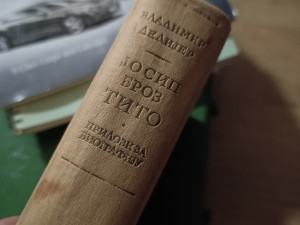 ВЛАДИМИР
ДЕДИЈЕР
ЈОСИП
БРОЗ
ТИТО
ПРИЛОЗИ ЗА
БИОГРАФИЈУ